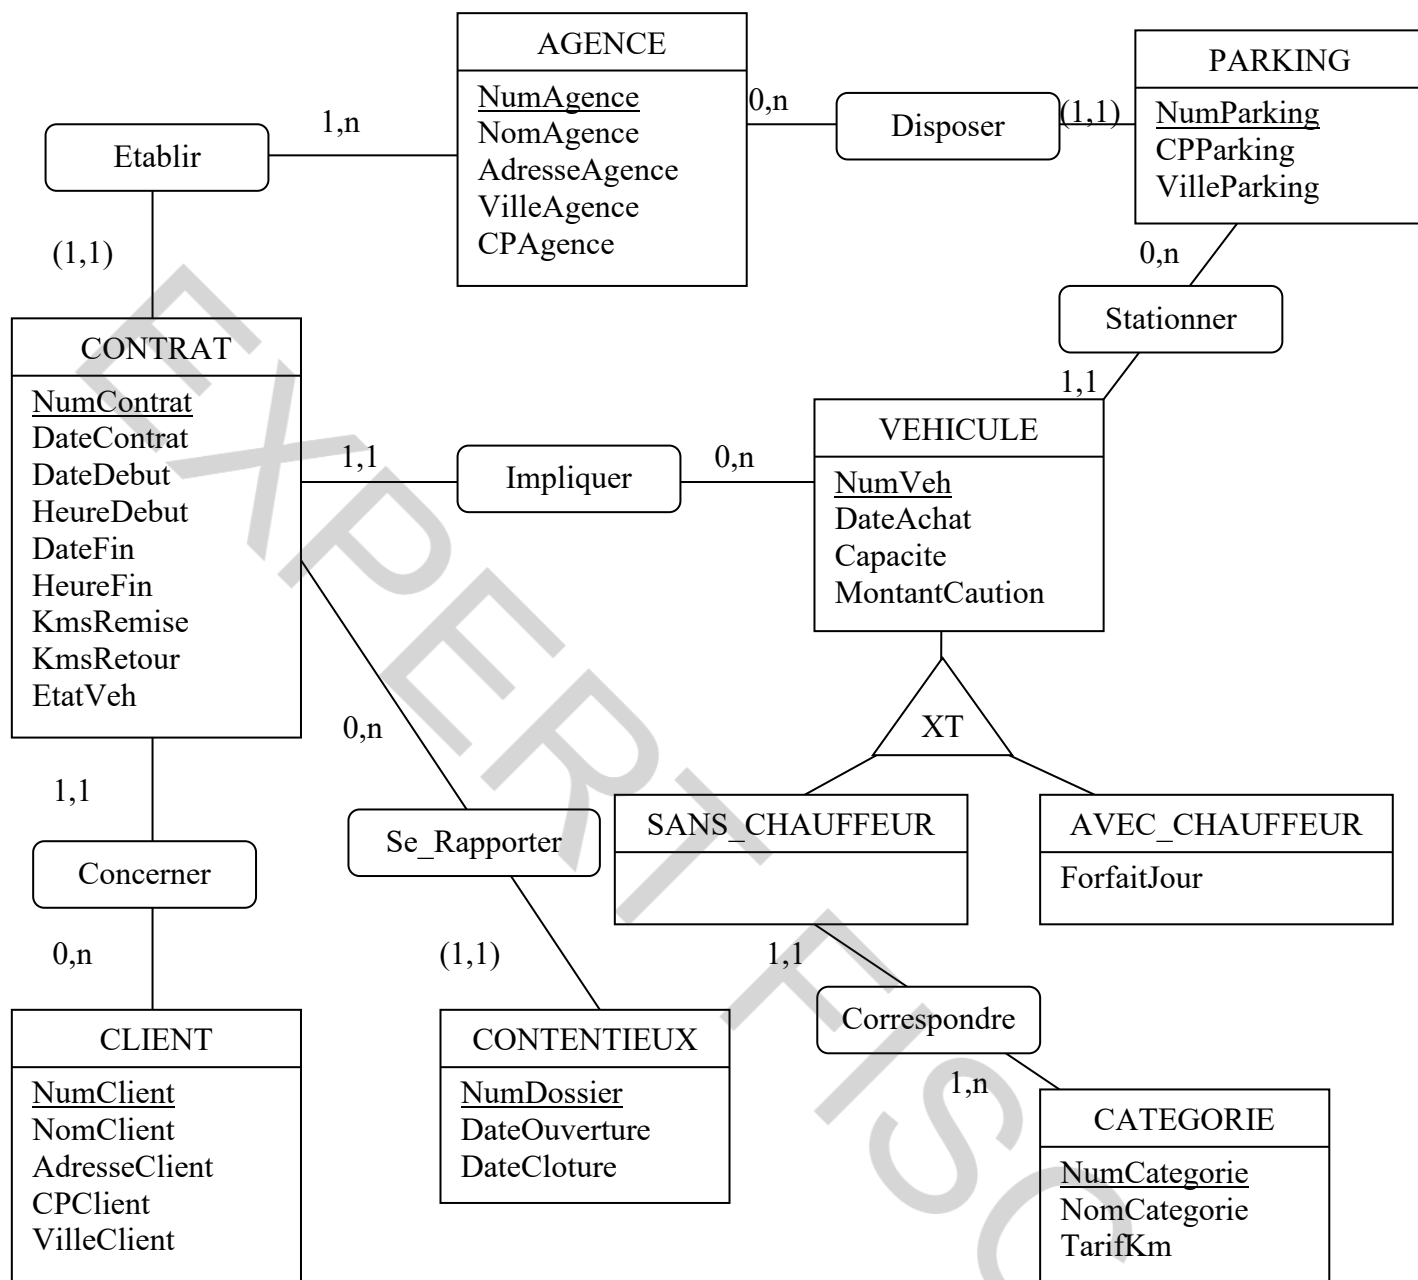 AGENCE
NumAgence
NomAgence
AdresseAgence
VilleAgence
CPAgence
PARKING
NumParking
CPParking
VilleParking
0,n
Disposer
(1,1)
1,n
Etablir
(1,1)
0,n
Stationner
1,1
CONTRAT
NumContrat
DateContrat
DateDebut
HeureDebut
DateFin
HeureFin
KmsRemise
KmsRetour
EtatVeh
1,1
Impliquer
0,n
VEHICULE
NumVeh
DateAchat
Capacite
MontantCaution
XT
0,n
Se_Rapporter
(1,1)
1,1
Concerner
0,n
SANS_CHAUFFEUR
AVEC_CHAUFFEUR
ForfaitJour
1,1
Correspondre
1,n
CLIENT
NumClient
NomClient
AdresseClient
CPClient
VilleClient
CONTENTIEUX
NumDossier
DateOuverture
DateCloture
CATEGORIE
NumCategorie
NomCategorie
TarifKm
EXPERT FISC